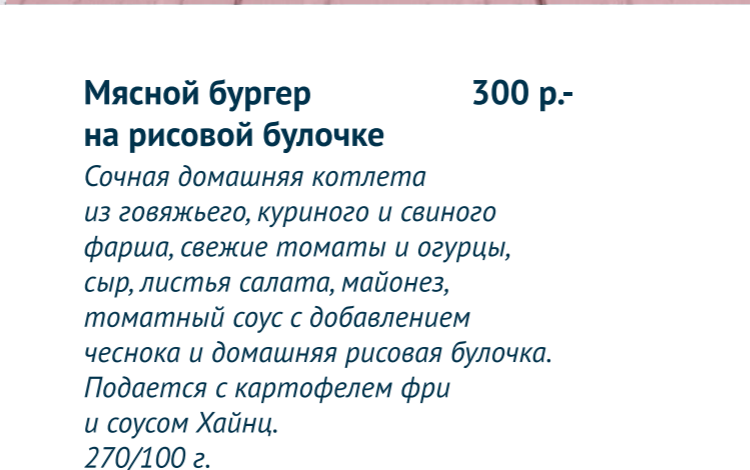 Мясной бургер 300 р.-
на рисовой булочке
Сочная домашняя котлета
из говяжьего, куриного и свиного
фарша, свежие томаты и огурцы,
сыр, листья салата, майонез,
томатный соус с добавлением
чеснока и домашняя рисовая булочка.
Подается с картофелем фри
и соусом Хайнц.
270/100 г.